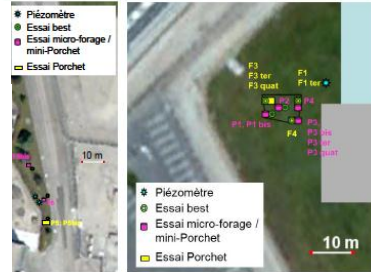 Piézomètre
Essai best
Essai micro-forage /
mini-Porchet
Essai Porchet
10 m
F3
F3 ter
F3 quat
F1
F1 ter
P2
P4
P1, P1 bis
F4
P3,
P3 bis
P3 ter
P3 quat
Piézomètre
Essai best
Essai micro-forage /
mini-Porchet
Essai Porchet
10 m